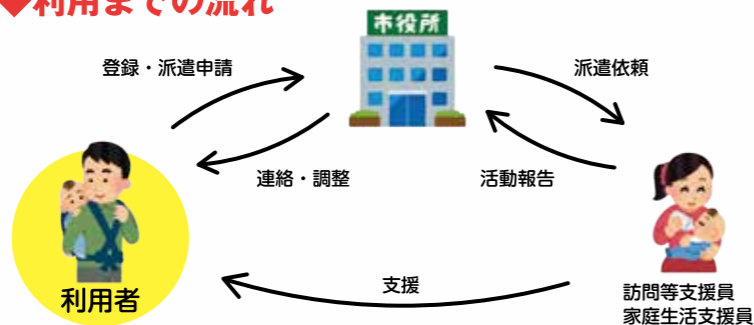 ◆利用までの流れ
市役所
登録・派遣申請
派遣依頼
連絡・調整
活動報告
支援
利用者
訪問等支援員
家庭生活支援員